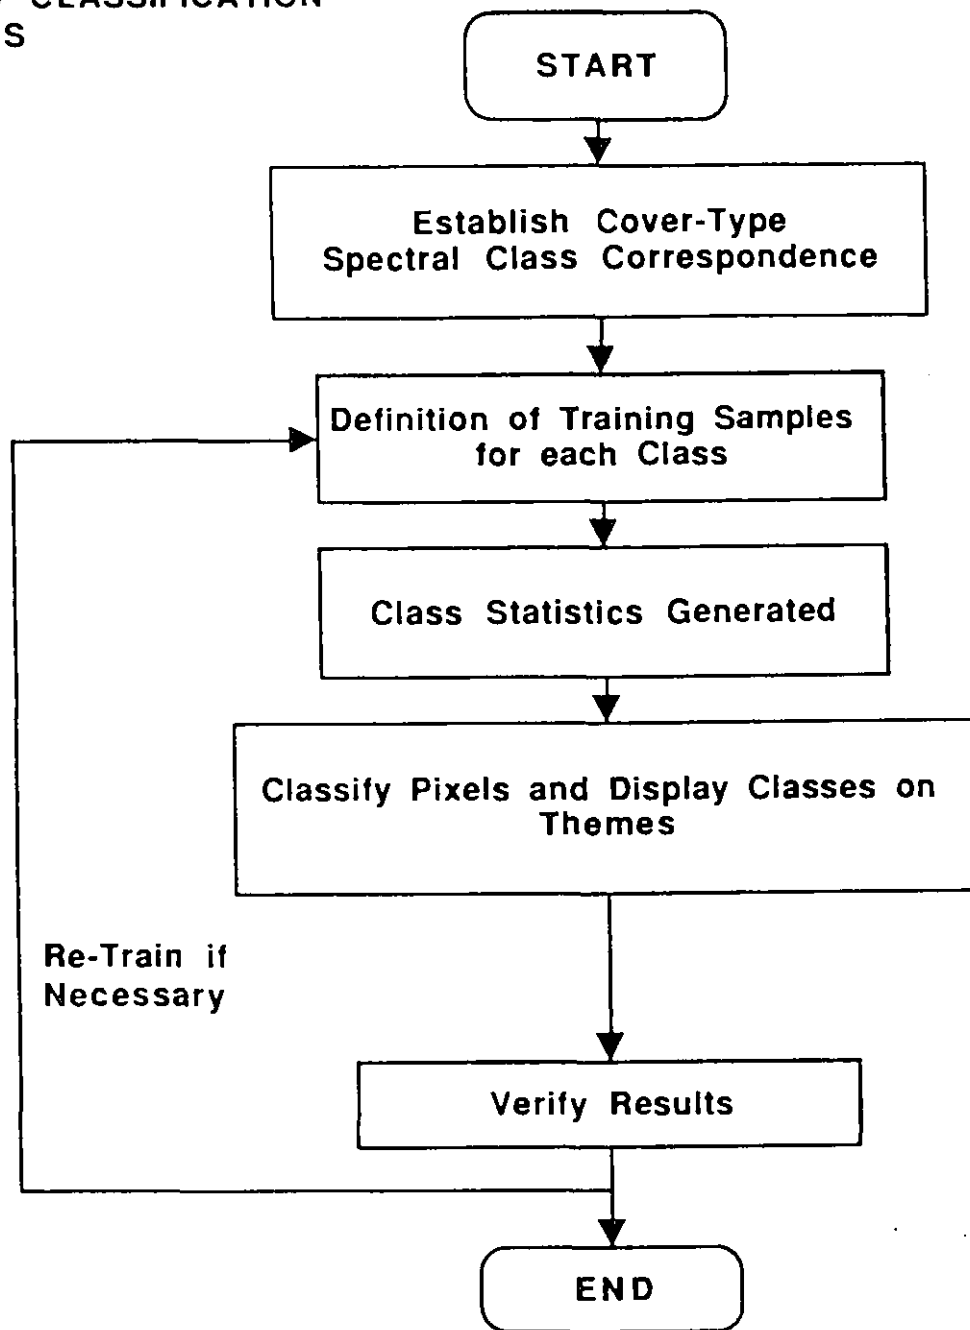 CLASSIFICATION
S
START
Establish Cover-Type
Spectral Class Correspondence
Definition of Training Samples
for each Class
Class Statistics Generated
Classify Pixels and Display Classes on
Themes
Re-Train if
Necessary
Verify Results
END